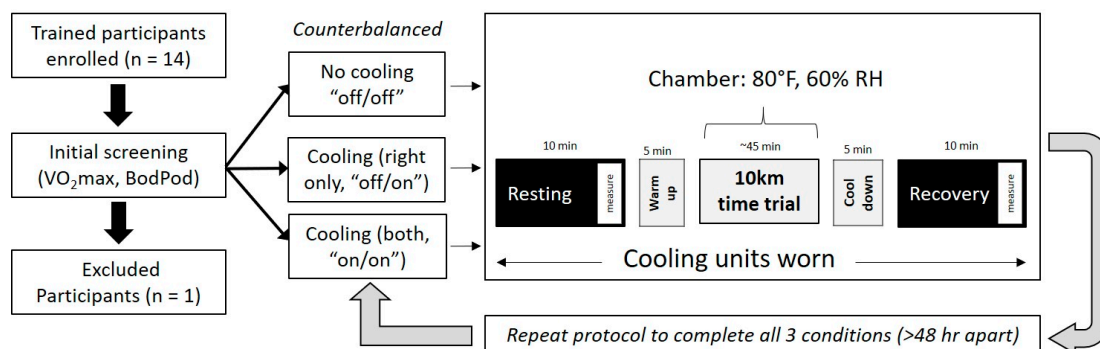 Trained participants
enrolled (n = 14)
Initial screening
(VO₂max, BodPod)
Excluded
Participants (n = 1)
Counterbalanced
No cooling
“off/off”
Cooling (right
only, “off/on”)
Cooling (both,
“on/on”)
Chamber: 80°F, 60% RH
10 min
5 min
~45 min
5 min
10 min
Resting
measure
Warm
up
10km
time trial
Cool
down
Recovery
measure
Cooling units worn
Repeat protocol to complete all 3 conditions (>48 hr apart)